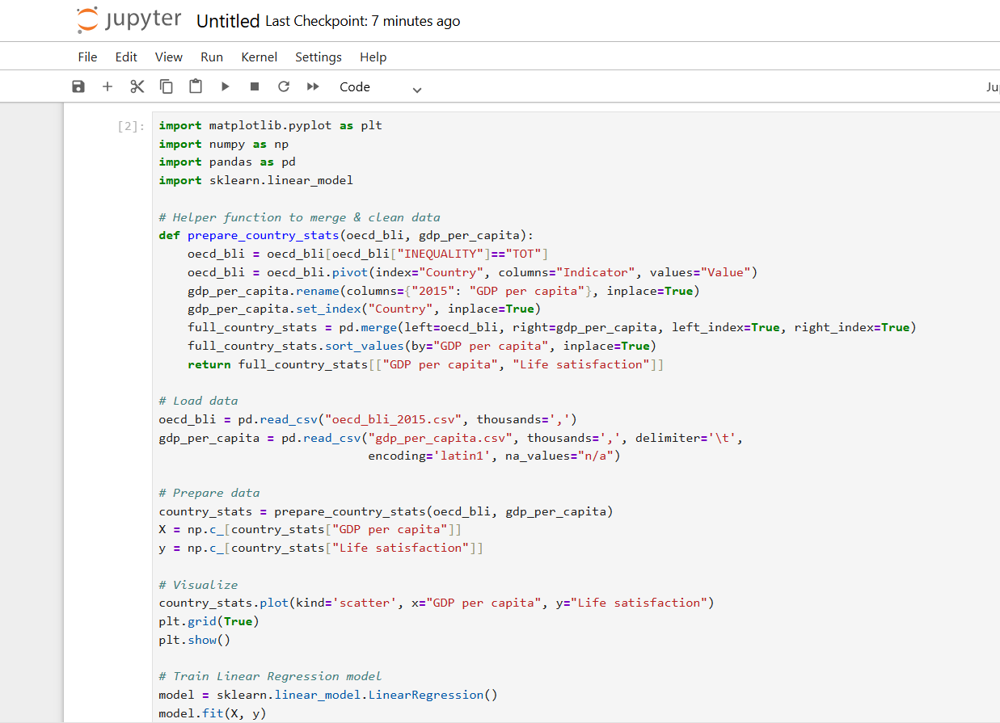 jupyter Untitled Last Checkpoint: 7 minutes ago
File Edit View Run Kernel Settings Help
Code
[2]:
import matplotlib.pyplot as plt
import numpy as np
import pandas as pd
import sklearn.linear_model

# Helper function to merge & clean data
def prepare_country_stats(oecd_bli, gdp_per_capita):
    oecd_bli = oecd_bli[oecd_bli["INEQUALITY"]=="TOT"]
    oecd_bli = oecd_bli.pivot(index="Country", columns="Indicator", values="Value")
    gdp_per_capita.rename(columns={"2015": "GDP per capita"}, inplace=True)
    gdp_per_capita.set_index("Country", inplace=True)
    full_country_stats = pd.merge(left=oecd_bli, right=gdp_per_capita, left_index=True, right_index=True)
    full_country_stats.sort_values(by="GDP per capita", inplace=True)
    return full_country_stats[["GDP per capita", "Life satisfaction"]]

# Load data
oecd_bli = pd.read_csv("oecd_bli_2015.csv", thousands=',')
gdp_per_capita = pd.read_csv("gdp_per_capita.csv", thousands=',', delimiter='\t',
                             encoding='latin1', na_values="n/a")

# Prepare data
country_stats = prepare_country_stats(oecd_bli, gdp_per_capita)
X = np.c_[country_stats["GDP per capita"]]
y = np.c_[country_stats["Life satisfaction"]]

# Visualize
country_stats.plot(kind='scatter', x="GDP per capita", y="Life satisfaction")
plt.grid(True)
plt.show()

# Train Linear Regression model
model = sklearn.linear_model.LinearRegression()
model.fit(X, y)